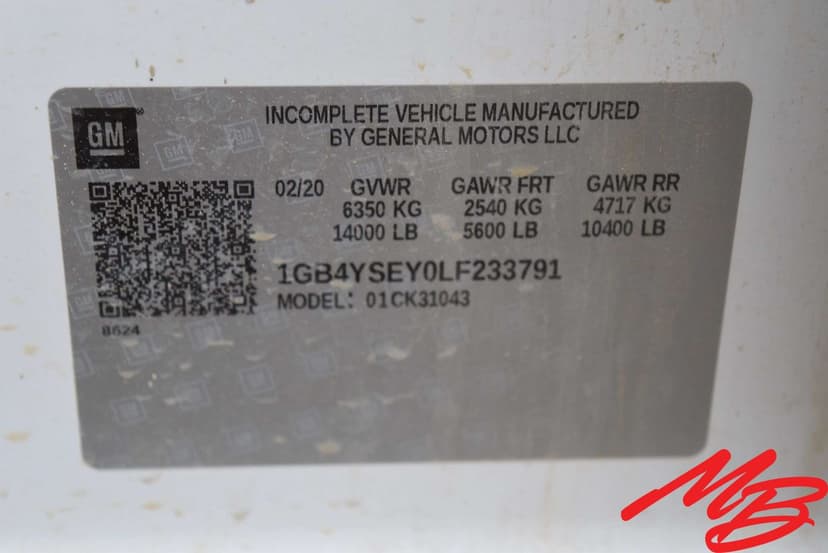 GM
INCOMPLETE VEHICLE MANUFACTURED
BY GENERAL MOTORS LLC
02/20 GVWR GAWR FRT GAWR RR
6350 KG 2540 KG 4717 KG
14000 LB 5600 LB 10400 LB
1GB4YSEY0LF233791
MODEL: 01CK31043
8624
MB